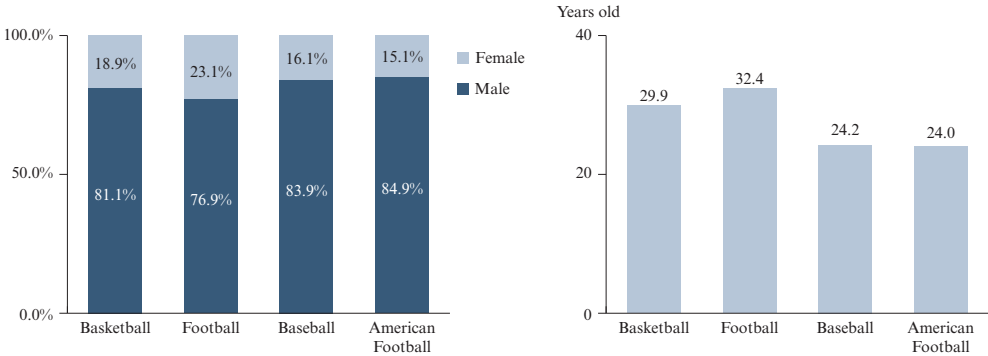 100.0%
50.0%
0.0%
18.9%
23.1%
16.1%
15.1%
81.1%
76.9%
83.9%
84.9%
Basketball
Football
Baseball
American
Football
Female
Male
Years old
40
20
0
29.9
32.4
24.2
24.0
Basketball
Football
Baseball
American
Football